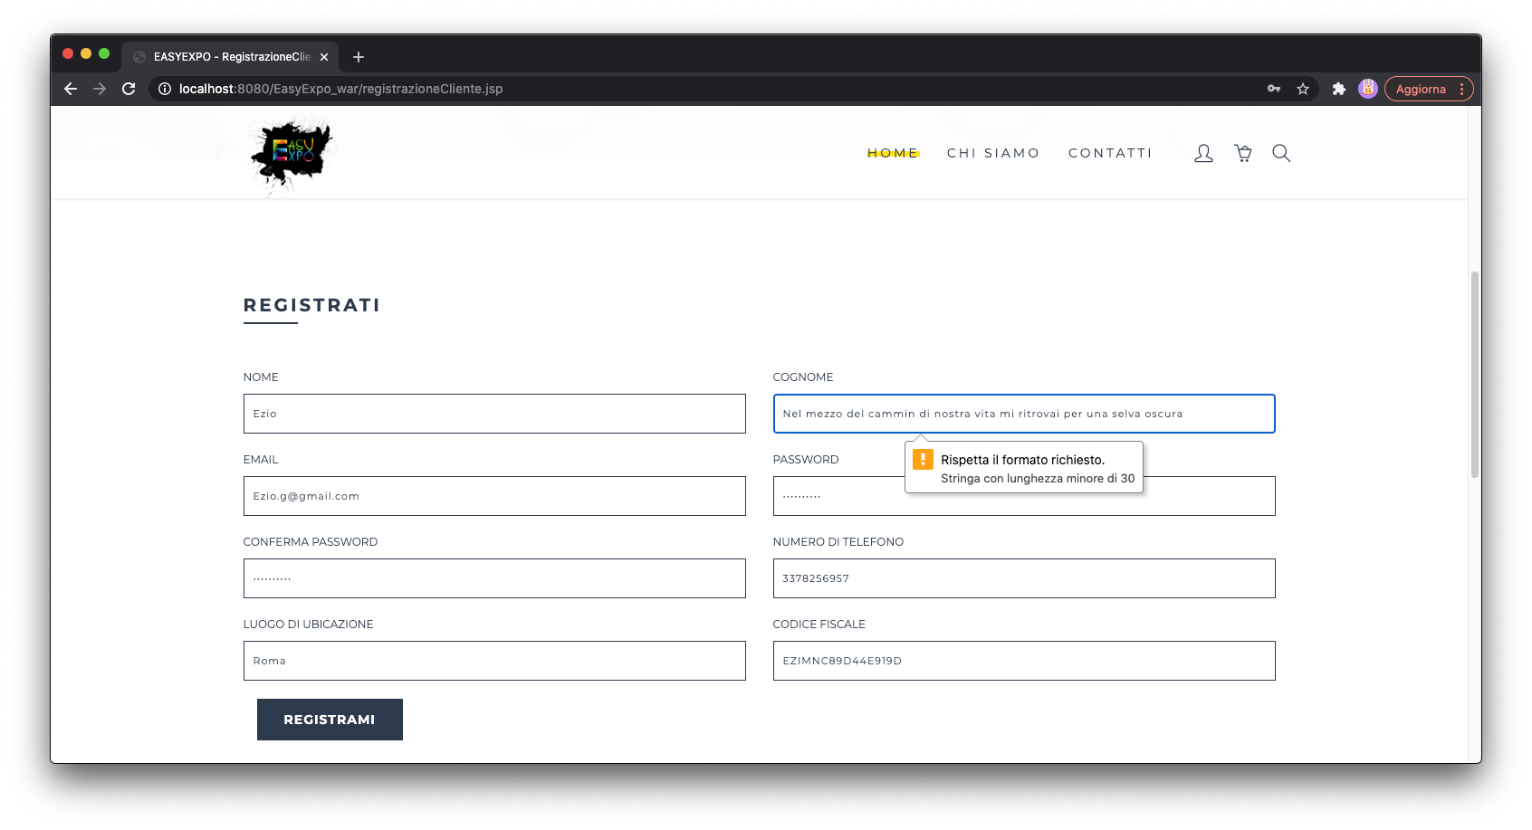 EASYEXPO - RegistrazioneClie
localhost:8080/EasyExpo_war/registrazioneCliente.jsp
Aggiorna
EASY
EXPO
HOME CHI SIAMO CONTATTI
REGISTRATI
NOME COGNOME
Ezio Nel mezzo del cammin di nostra vita mi ritrovai per una selva oscura
Rispetta il formato richiesto.
Stringa con lunghezza minore di 30
EMAIL PASSWORD
Ezio.g@gmail.com ••••••••••
CONFERMA PASSWORD NUMERO DI TELEFONO
•••••••••• 3378256957
LUOGO DI UBICAZIONE CODICE FISCALE
Roma EZIMNC89D44E919D
REGISTRAMI